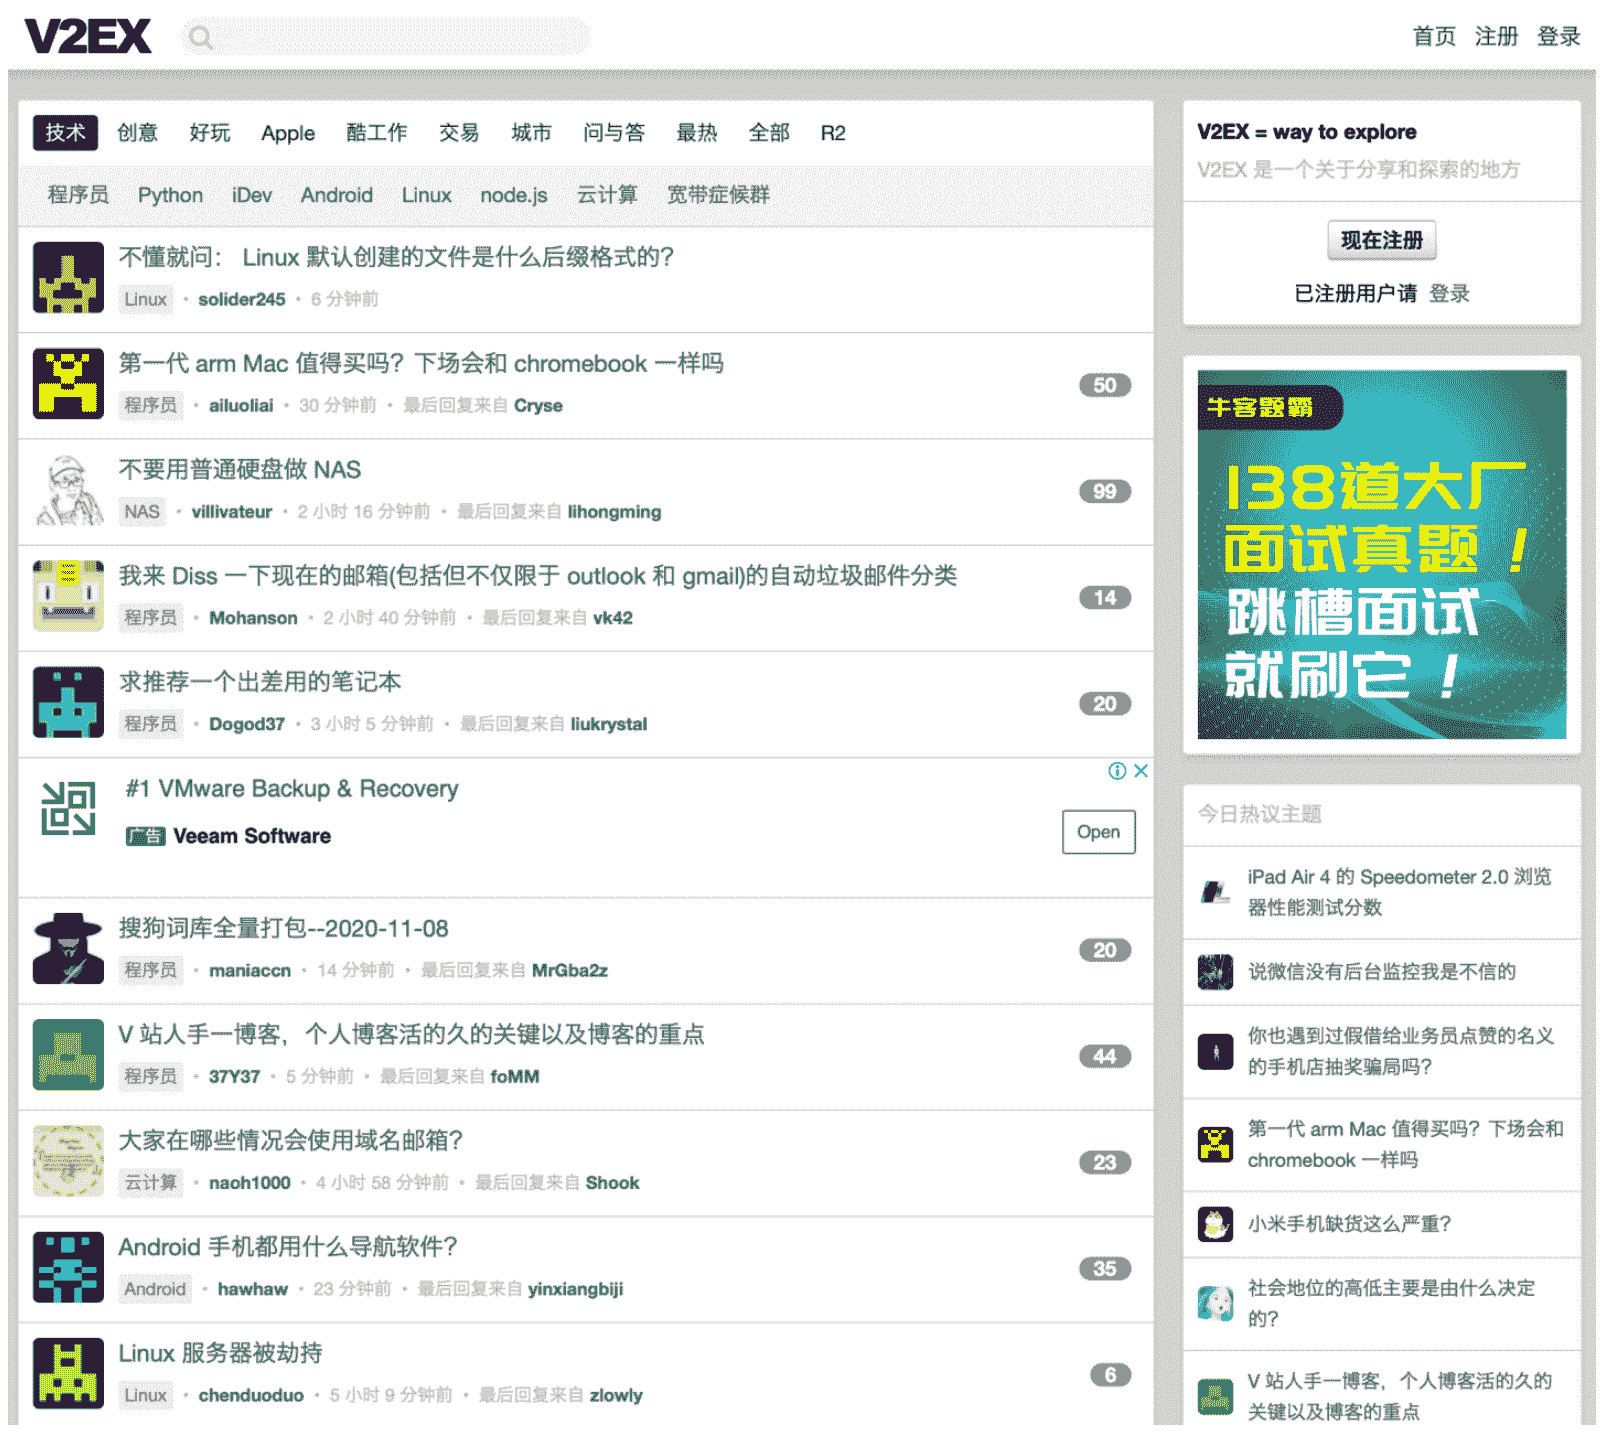 V2EX
首页 注册 登录
技术 创意 好玩 Apple 酷工作 交易 城市 问与答 最热 全部 R2
程序员 Python iDev Android Linux node.js 云计算 宽带症候群
不懂就问： Linux 默认创建的文件是什么后缀格式的？
Linux • solider245 • 6 分钟前
第一代 arm Mac 值得买吗？下场会和 chromebook 一样吗
程序员 • ailuoliai • 30 分钟前 • 最后回复来自 Cryse
50
不要用普通硬盘做 NAS
NAS • villivateur • 2 小时 16 分钟前 • 最后回复来自 lihongming
99
我来 Diss 一下现在的邮箱(包括但不仅限于 outlook 和 gmail)的自动垃圾邮件分类
程序员 • Mohanson • 2 小时 40 分钟前 • 最后回复来自 vk42
14
求推荐一个出差用的笔记本
程序员 • Dogod37 • 3 小时 5 分钟前 • 最后回复来自 liukrystal
20
#1 VMware Backup & Recovery
广告 Veeam Software
Open
搜狗词库全量打包--2020-11-08
程序员 • maniaccn • 14 分钟前 • 最后回复来自 MrGba2z
20
V 站人手一博客，个人博客活的久的关键以及博客的重点
程序员 • 37Y37 • 5 分钟前 • 最后回复来自 foMM
44
大家在哪些情况会使用域名邮箱？
云计算 • naoh1000 • 4 小时 58 分钟前 • 最后回复来自 Shook
23
Android 手机都用什么导航软件？
Android • hawhaw • 23 分钟前 • 最后回复来自 yinxiangbiji
35
Linux 服务器被劫持
Linux • chenduoduo • 5 小时 9 分钟前 • 最后回复来自 zlowly
6
V2EX = way to explore
V2EX 是一个关于分享和探索的地方
现在注册
已注册用户请 登录
牛客题霸
138道大厂
面试真题！
跳槽面试
就刷它！
今日热议主题
iPad Air 4 的 Speedometer 2.0 浏览
器性能测试分数
说微信没有后台监控我是不信的
你也遇到过假借给业务员点赞的名义
的手机店抽奖骗局吗？
第一代 arm Mac 值得买吗？下场会和
chromebook 一样吗
小米手机缺货这么严重？
社会地位的高低主要是由什么决定
的？
V 站人手一博客，个人博客活的久的
关键以及博客的重点